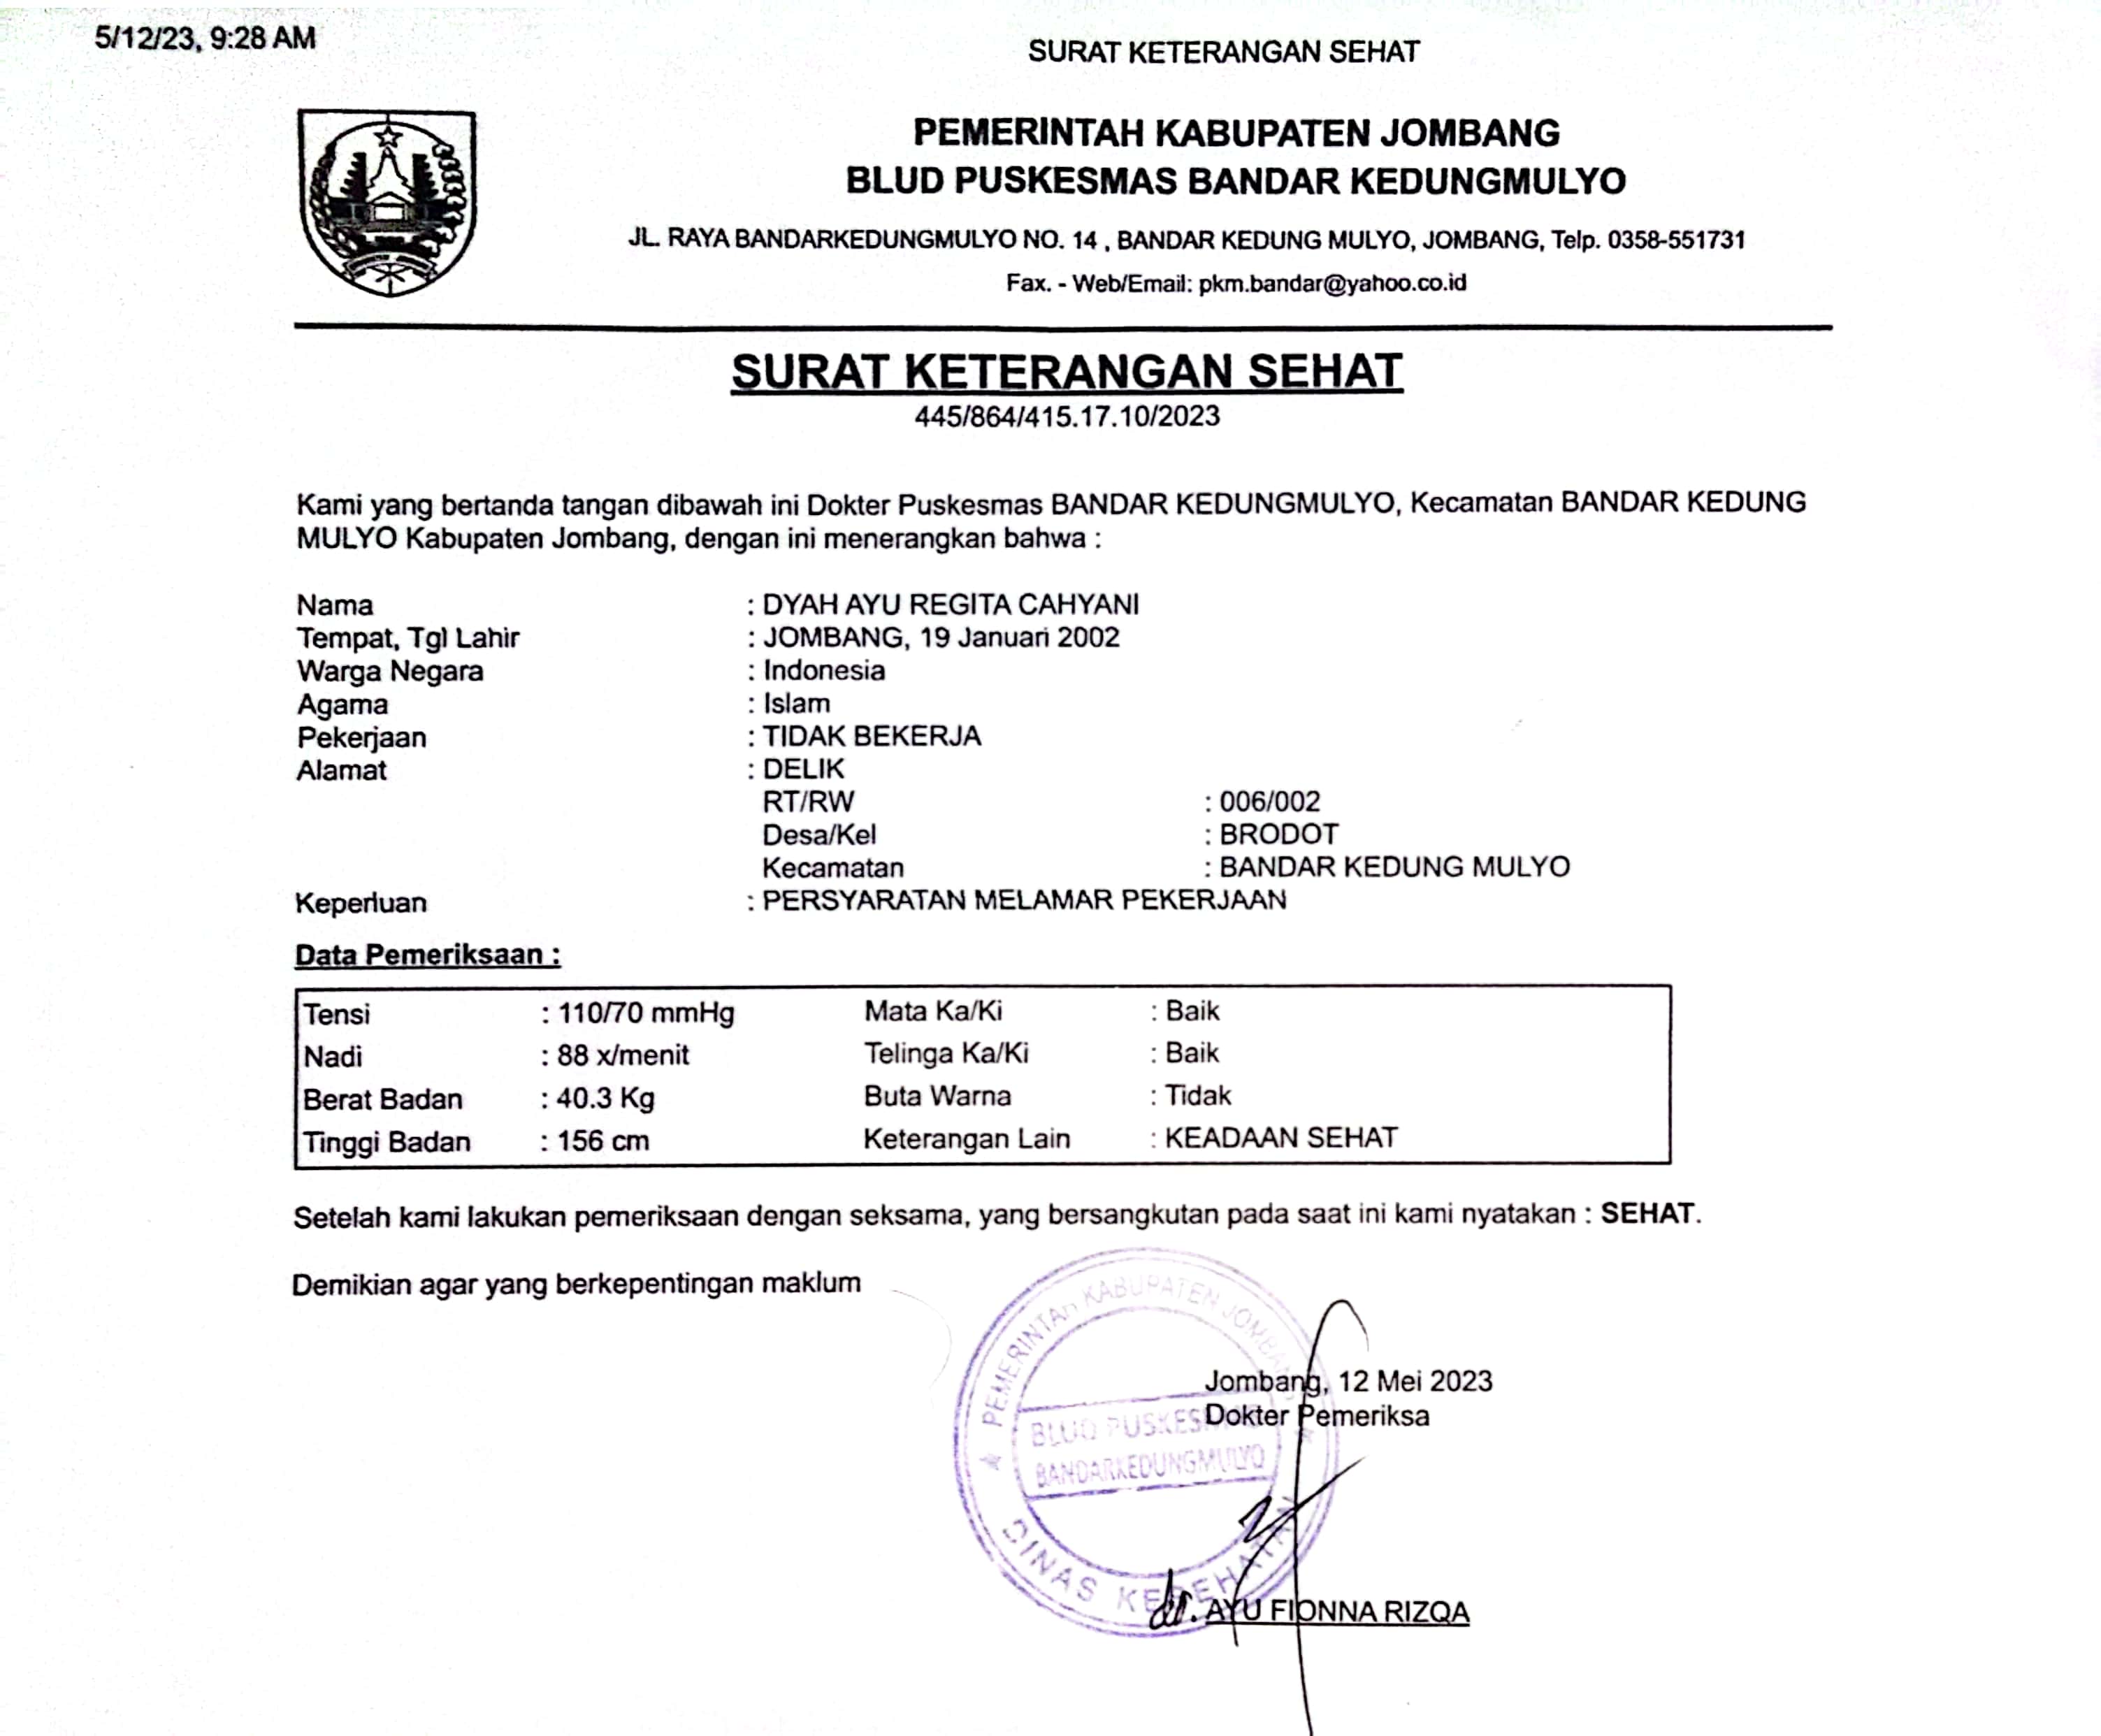 5/12/23, 9:28 AM
SURAT KETERANGAN SEHAT
PEMERINTAH KABUPATEN JOMBANG
BLUD PUSKESMAS BANDAR KEDUNGMULYO
JL. RAYA BANDARKEDUNGMULYO NO. 14 , BANDAR KEDUNG MULYO, JOMBANG, Telp. 0358-551731
Fax. - Web/Email: pkm.bandar@yahoo.co.id
SURAT KETERANGAN SEHAT
445/864/415.17.10/2023
Kami yang bertanda tangan dibawah ini Dokter Puskesmas BANDAR KEDUNGMULYO, Kecamatan BANDAR KEDUNG
MULYO Kabupaten Jombang, dengan ini menerangkan bahwa :
Nama : DYAH AYU REGITA CAHYANI
Tempat, Tgl Lahir : JOMBANG, 19 Januari 2002
Warga Negara : Indonesia
Agama : Islam
Pekerjaan : TIDAK BEKERJA
Alamat : DELIK
RT/RW : 006/002
Desa/Kel : BRODOT
Kecamatan : BANDAR KEDUNG MULYO
Keperluan : PERSYARATAN MELAMAR PEKERJAAN
Data Pemeriksaan :
Tensi : 110/70 mmHg Mata Ka/Ki : Baik
Nadi : 88 x/menit Telinga Ka/Ki : Baik
Berat Badan : 40.3 Kg Buta Warna : Tidak
Tinggi Badan : 156 cm Keterangan Lain : KEADAAN SEHAT
Setelah kami lakukan pemeriksaan dengan seksama, yang bersangkutan pada saat ini kami nyatakan : SEHAT.
Demikian agar yang berkepentingan maklum
PEMERINTAH KABUPATEN JOMBANG
BLUD PUSKESMAS
BANDARKEDUNGMULYO
DINAS KESEHATAN
Jombang, 12 Mei 2023
Dokter Pemeriksa
dr. AYU FIONNA RIZQA